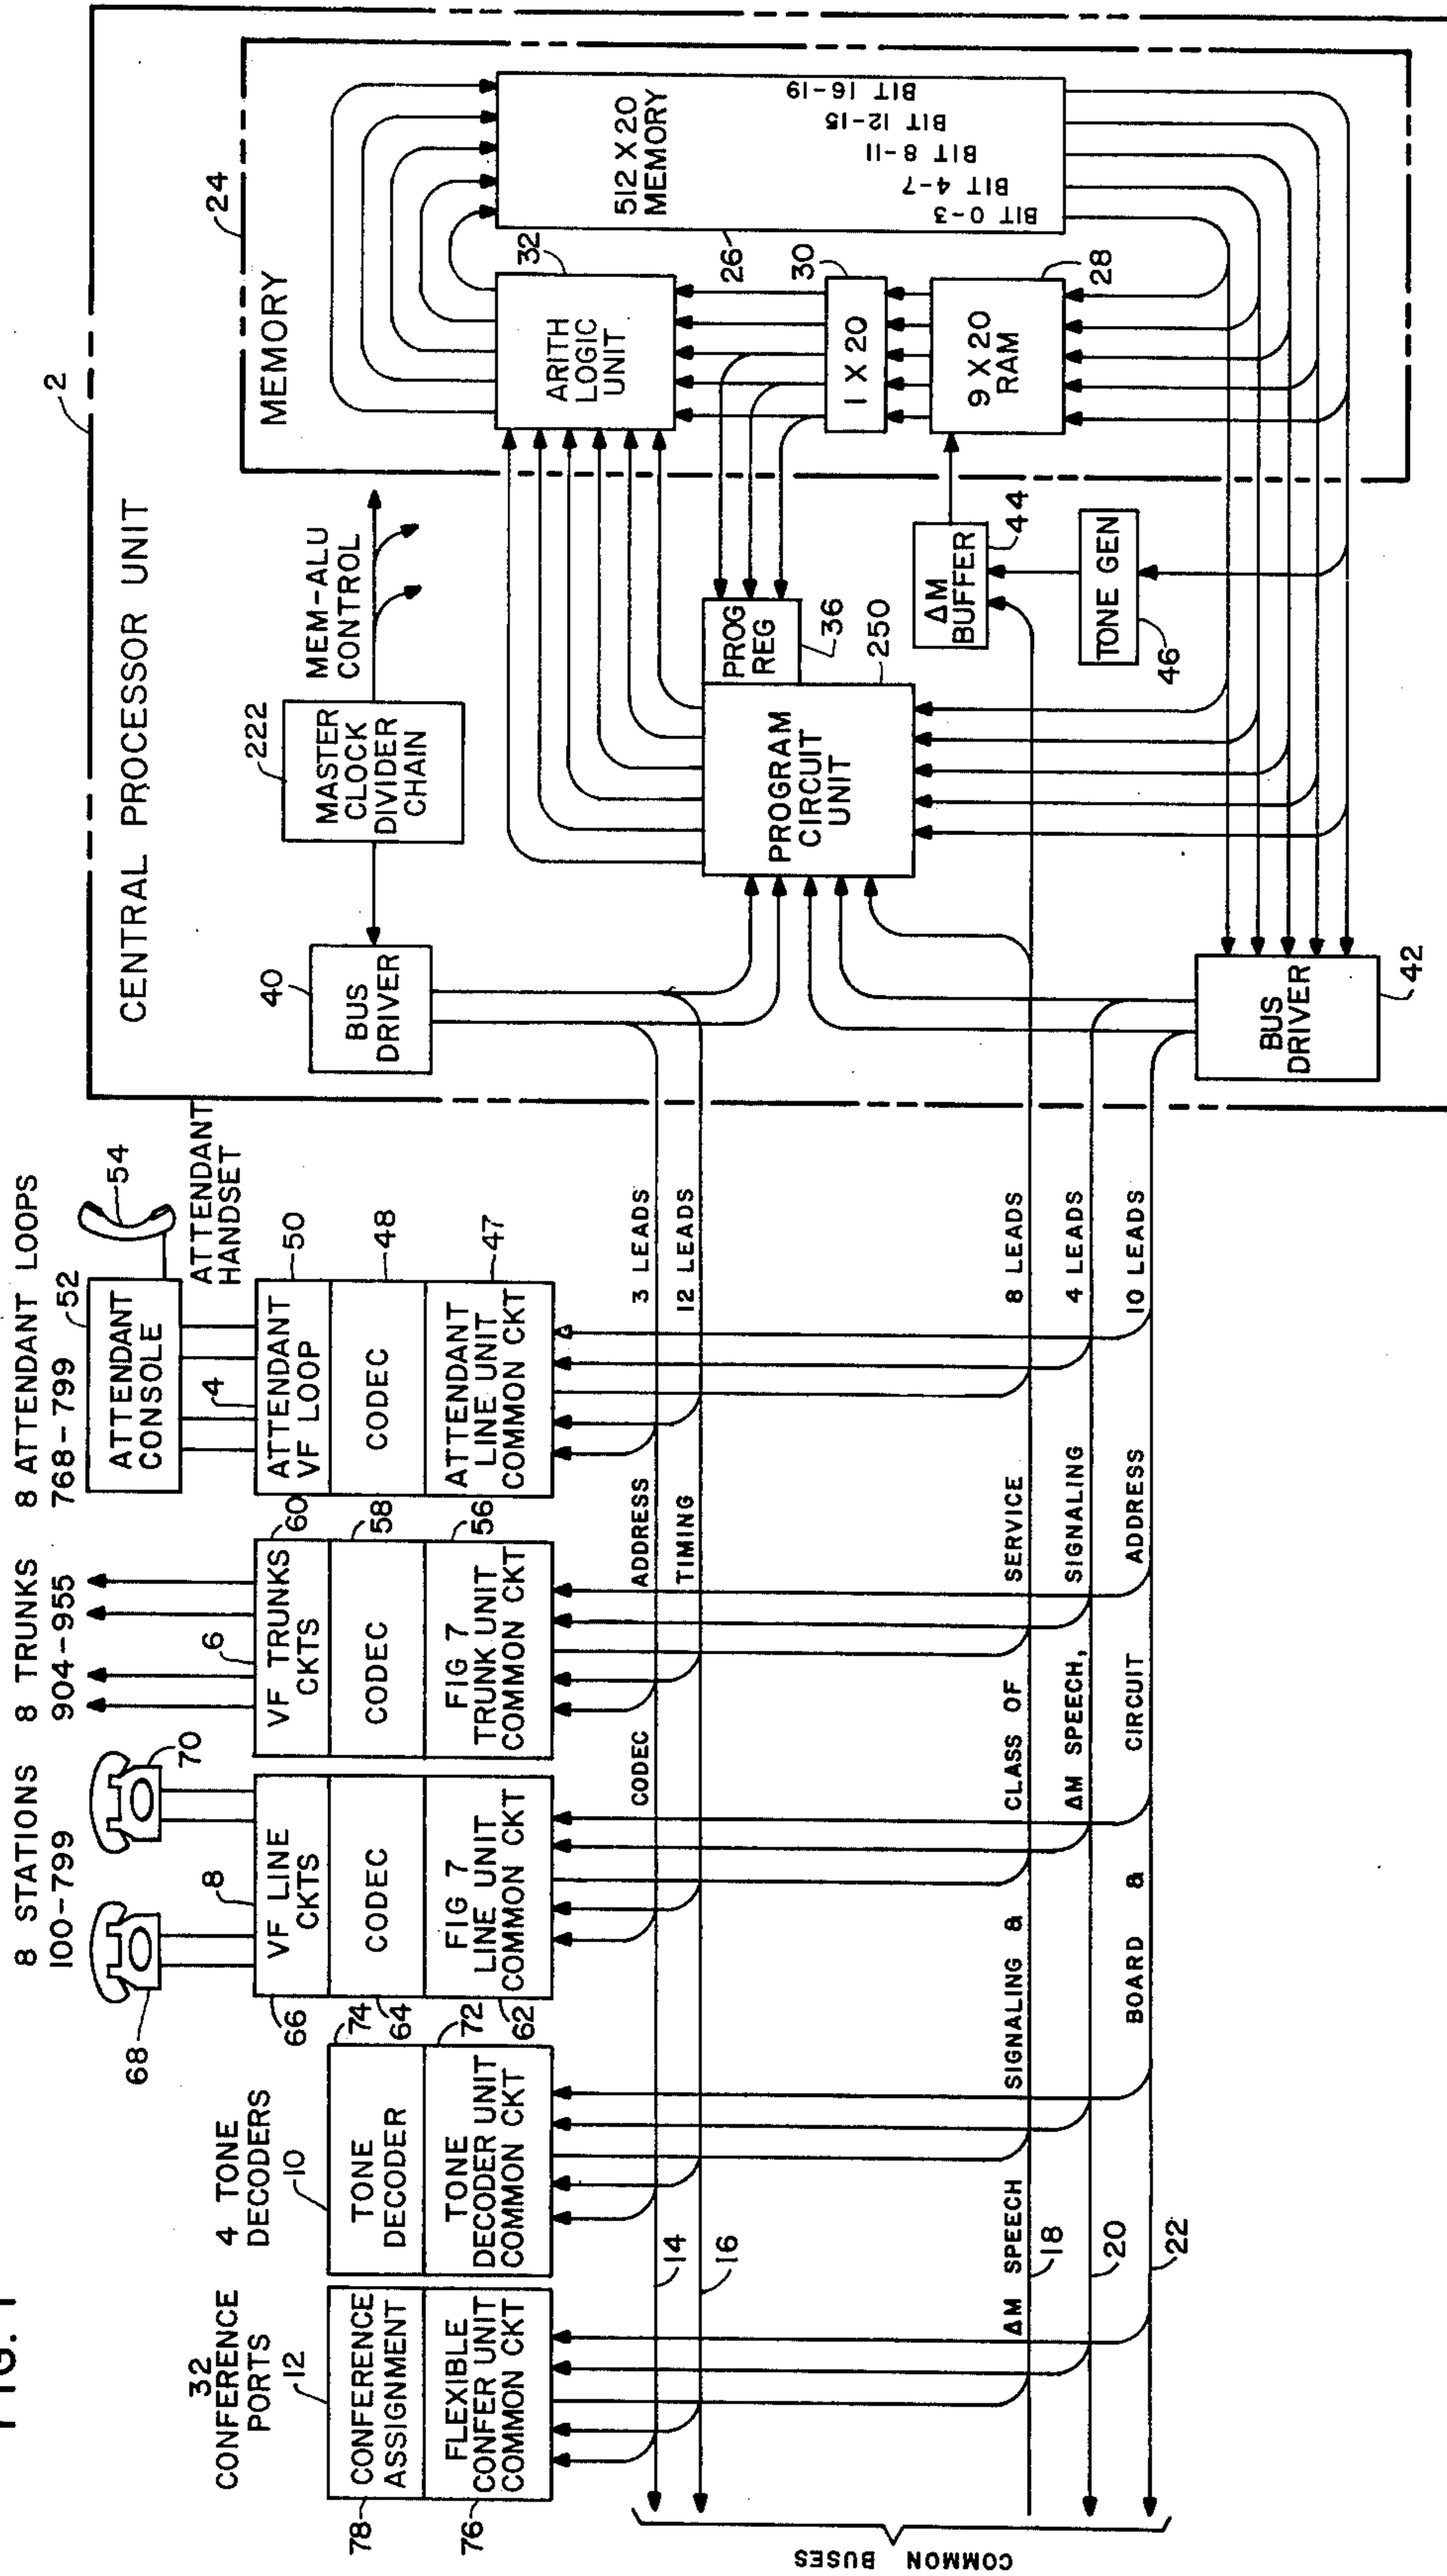 FIG. 1
32
CONFERENCE
PORTS
12
4 TONE
DECODERS
10
8 STATIONS
100-799
8 TRUNKS
904-955
8 ATTENDANT LOOPS
768-799
68
70
8
6
4
52
ATTENDANT
CONSOLE
54
ATTENDANT
HANDSET
78
CONFERENCE
ASSIGNMENT
76
FLEXIBLE
CONFER UNIT
COMMON CKT
74
TONE
DECODER
72
TONE
DECODER UNIT
COMMON CKT
66
VF LINE
CKTS
64
CODEC
62
FIG 7
LINE UNIT
COMMON CKT
60
VF TRUNKS
CKTS
58
CODEC
56
FIG 7
TRUNK UNIT
COMMON CKT
50
ATTENDANT
VF LOOP
48
CODEC
47
ATTENDANT
LINE UNIT
COMMON CKT
COMMON BUSES
14
CODEC ADDRESS 3 LEADS
16
TIMING 12 LEADS
18
ΔM SPEECH SIGNALING & CLASS OF SERVICE 8 LEADS
20
ΔM SPEECH, SIGNALING 4 LEADS
22
BOARD & CIRCUIT ADDRESS 10 LEADS
2
CENTRAL PROCESSOR UNIT
40
BUS
DRIVER
222
MASTER
CLOCK
DIVIDER
CHAIN
MEM-ALU
CONTROL
PROGRAM
CIRCUIT
UNIT
250
PROG
REG
36
ΔM
BUFFER
44
TONE GEN
46
BUS
DRIVER
42
24
MEMORY
ARITH
LOGIC
UNIT
32
1 X 20
30
9 X 20
RAM
28
512 X 20
MEMORY
26
BIT 0-3
BIT 4-7
BIT 8-11
BIT 12-15
BIT 16-19